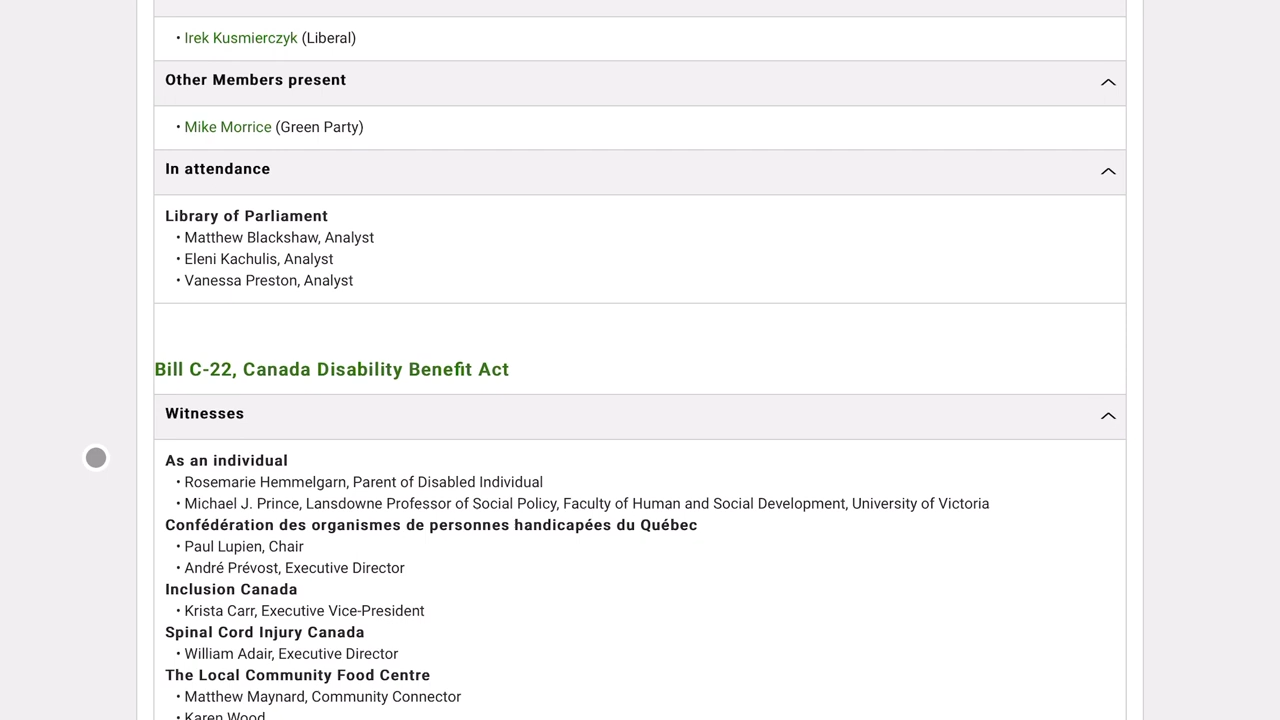 • Irek Kusmierczyk (Liberal)
Other Members present
• Mike Morrice (Green Party)
In attendance
Library of Parliament
• Matthew Blackshaw, Analyst
• Eleni Kachulis, Analyst
• Vanessa Preston, Analyst
Bill C-22, Canada Disability Benefit Act
Witnesses
As an individual
• Rosemarie Hemmelgarn, Parent of Disabled Individual
• Michael J. Prince, Lansdowne Professor of Social Policy, Faculty of Human and Social Development, University of Victoria
Confédération des organismes de personnes handicapées du Québec
• Paul Lupien, Chair
• André Prévost, Executive Director
Inclusion Canada
• Krista Carr, Executive Vice-President
Spinal Cord Injury Canada
• William Adair, Executive Director
The Local Community Food Centre
• Matthew Maynard, Community Connector
• Karen Wood